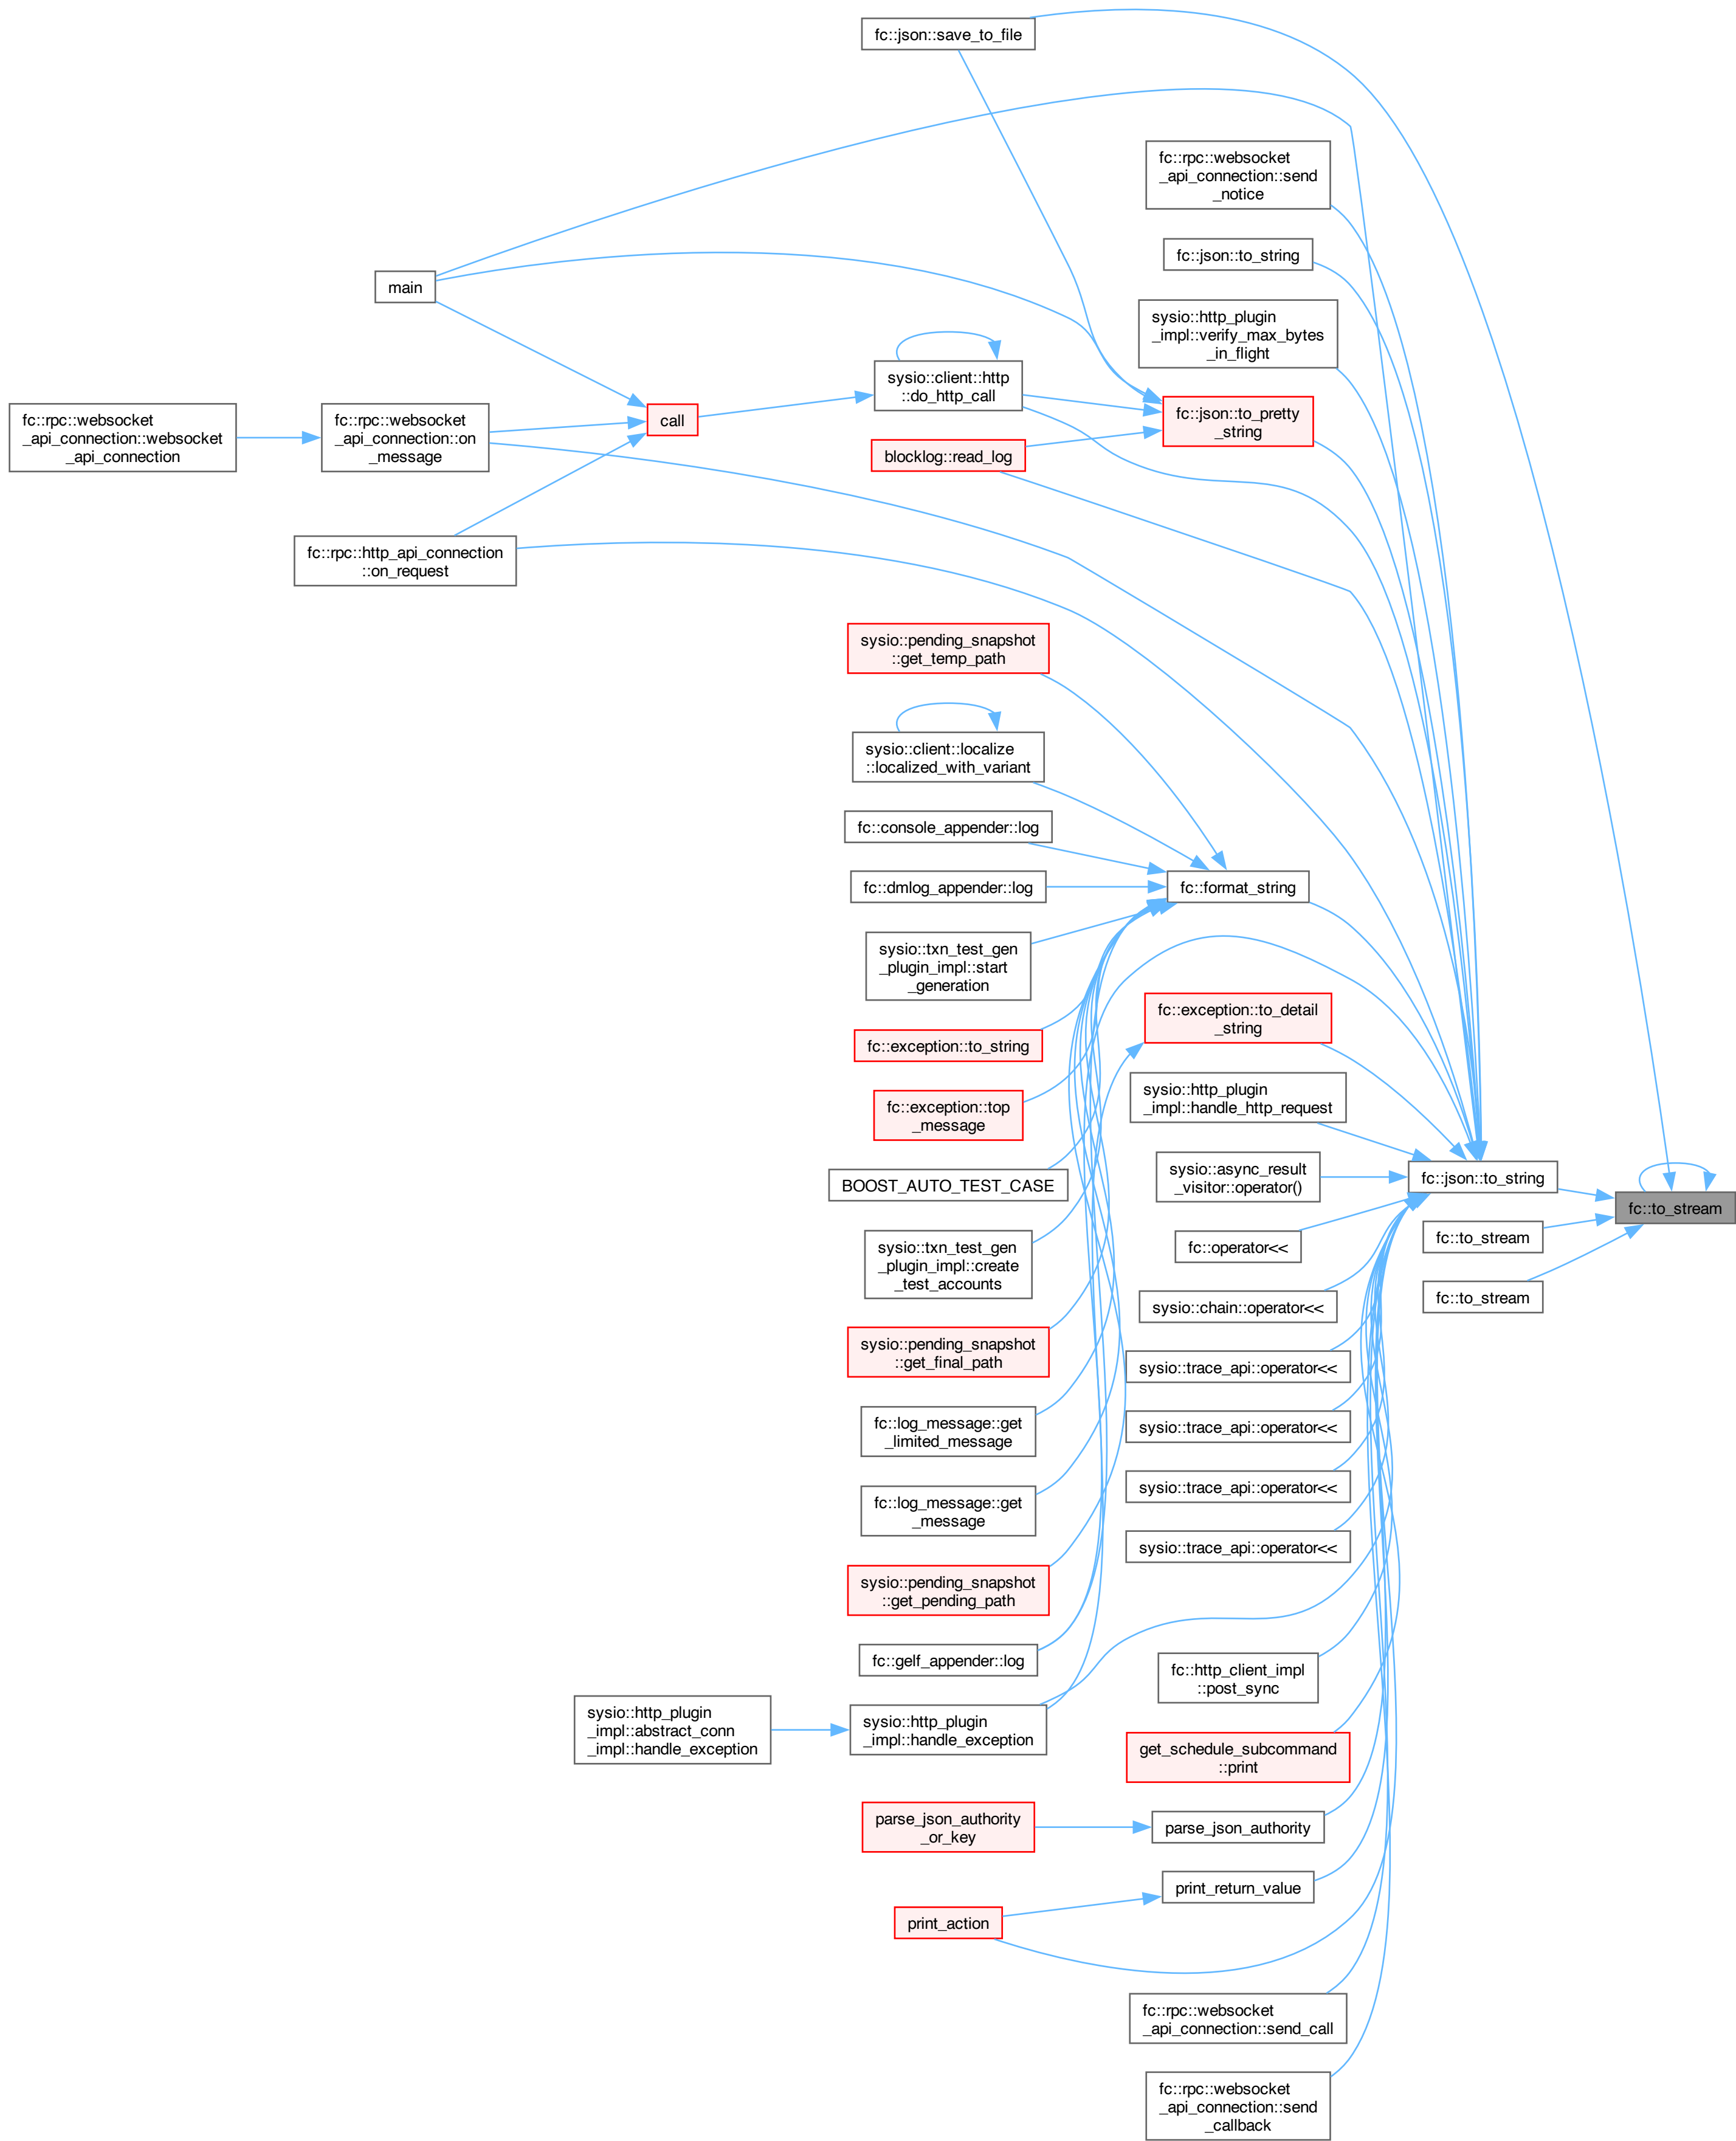 fc::json::save_to_file
fc::rpc::websocket
_api_connection::send
_notice
fc::json::to_string
main
sysio::http_plugin
_impl::verify_max_bytes
_in_flight
sysio::client::http
::do_http_call
fc::json::to_pretty
_string
call
fc::rpc::websocket
_api_connection::websocket
_api_connection
fc::rpc::websocket
_api_connection::on
_message
blocklog::read_log
fc::rpc::http_api_connection
::on_request
sysio::pending_snapshot
::get_temp_path
sysio::client::localize
::localized_with_variant
fc::console_appender::log
fc::dmlog_appender::log
fc::format_string
sysio::txn_test_gen
_plugin_impl::start
_generation
fc::exception::to_detail
_string
fc::exception::to_string
fc::exception::top
_message
sysio::http_plugin
_impl::handle_http_request
BOOST_AUTO_TEST_CASE
sysio::async_result
_visitor::operator()
fc::json::to_string
fc::to_stream
fc::to_stream
fc::to_stream
fc::operator<<
sysio::txn_test_gen
_plugin_impl::create
_test_accounts
sysio::chain::operator<<
sysio::pending_snapshot
::get_final_path
sysio::trace_api::operator<<
fc::log_message::get
_limited_message
sysio::trace_api::operator<<
sysio::trace_api::operator<<
fc::log_message::get
_message
sysio::trace_api::operator<<
sysio::pending_snapshot
::get_pending_path
fc::gelf_appender::log
fc::http_client_impl
::post_sync
sysio::http_plugin
_impl::abstract_conn
_impl::handle_exception
sysio::http_plugin
_impl::handle_exception
get_schedule_subcommand
::print
parse_json_authority
_or_key
parse_json_authority
print_return_value
print_action
fc::rpc::websocket
_api_connection::send_call
fc::rpc::websocket
_api_connection::send
_callback